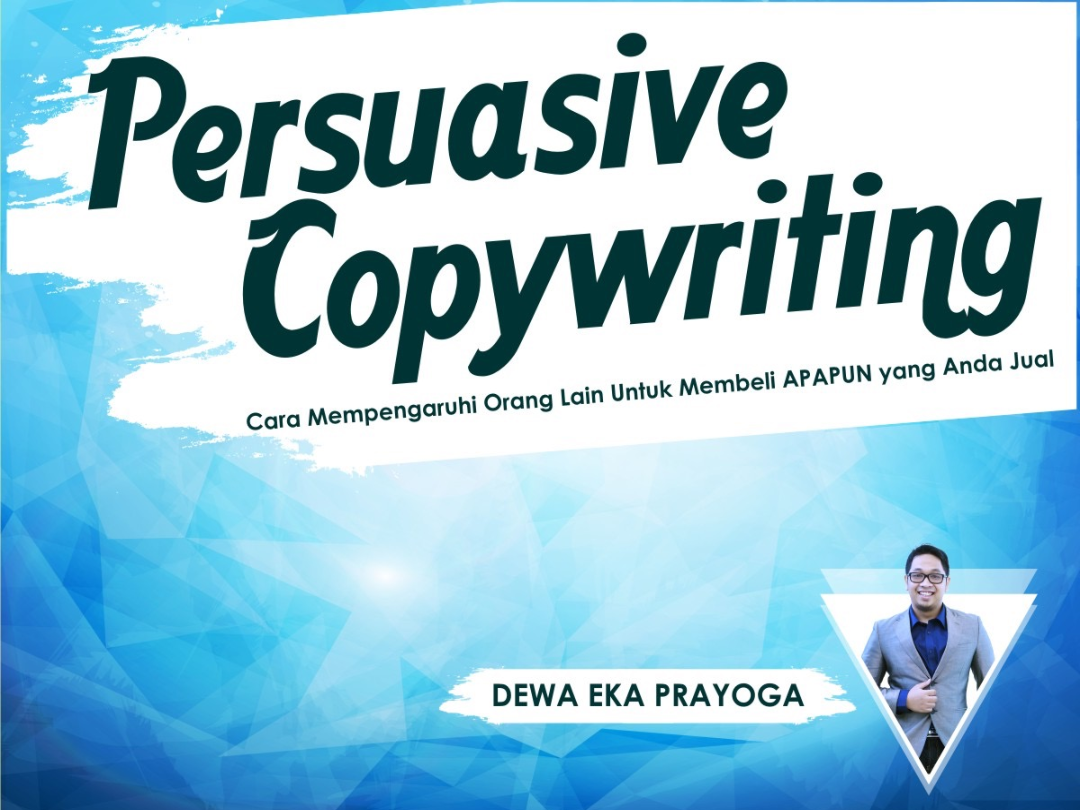 Persuasive
Copywriting
Cara Mempengaruhi Orang Lain Untuk Membeli APAPUN yang Anda Jual
DEWA EKA PRAYOGA